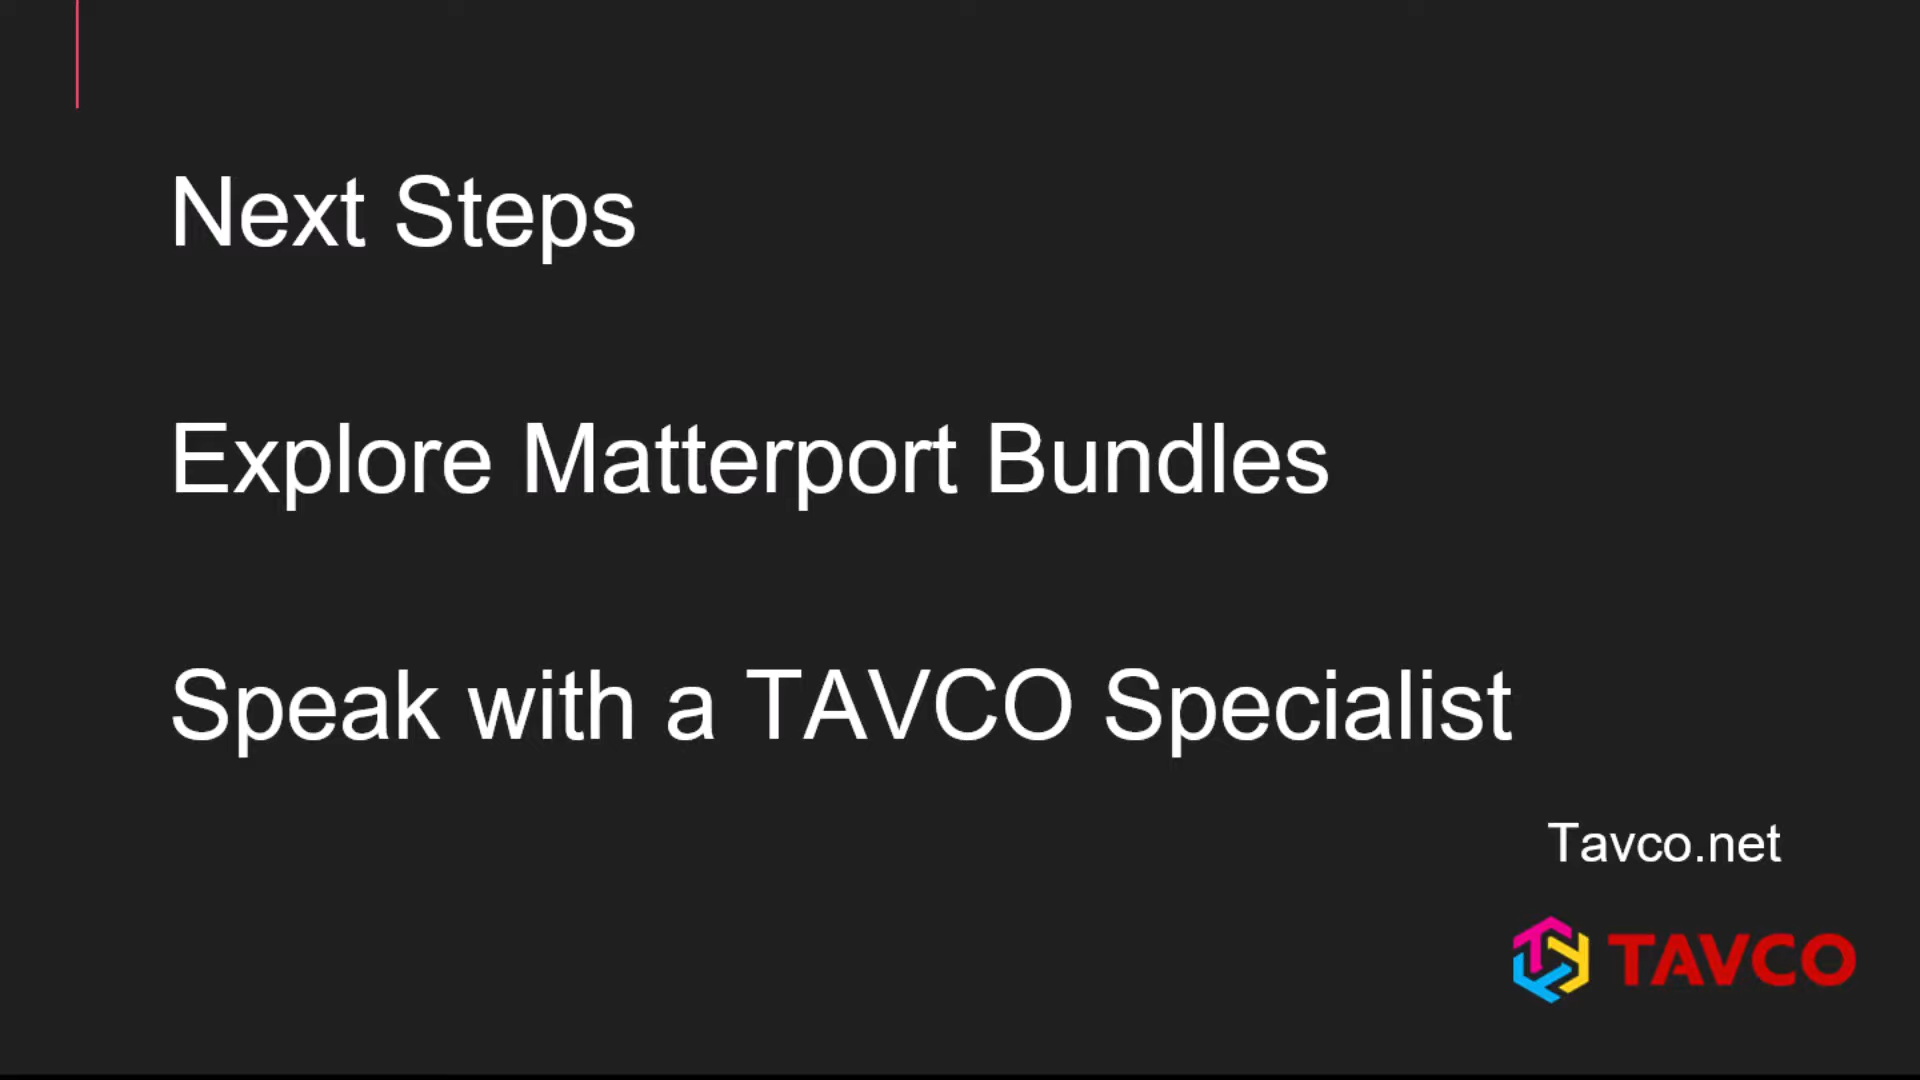 Next Steps
Explore Matterport Bundles
Speak with a TAVCO Specialist
Tavco.net
TAVCO